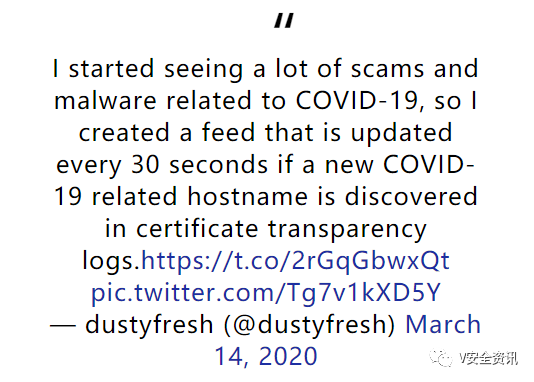 “
I started seeing a lot of scams and
malware related to COVID-19, so I
created a feed that is updated
every 30 seconds if a new COVID-
19 related hostname is discovered
in certificate transparency
logs.https://t.co/2rGqGbwxQt
pic.twitter.com/Tg7v1kXD5Y
— dustyfresh (@dustyfresh) March
14, 2020
V安全资讯